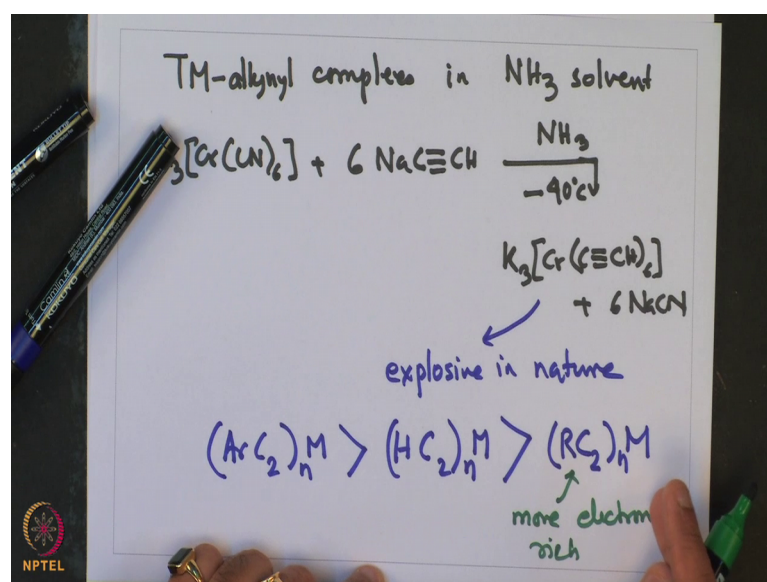 TM-alkynyl complexes in NH3 solvent
3[Cr(CN)6] + 6 NaC≡CH
NH3
-40°C
K3[Cr(C≡CH)6]
+ 6 NaCN
explosive in nature
(ArC2)nM > (HC2)nM > (RC2)nM
more electron
rich
NPTEL